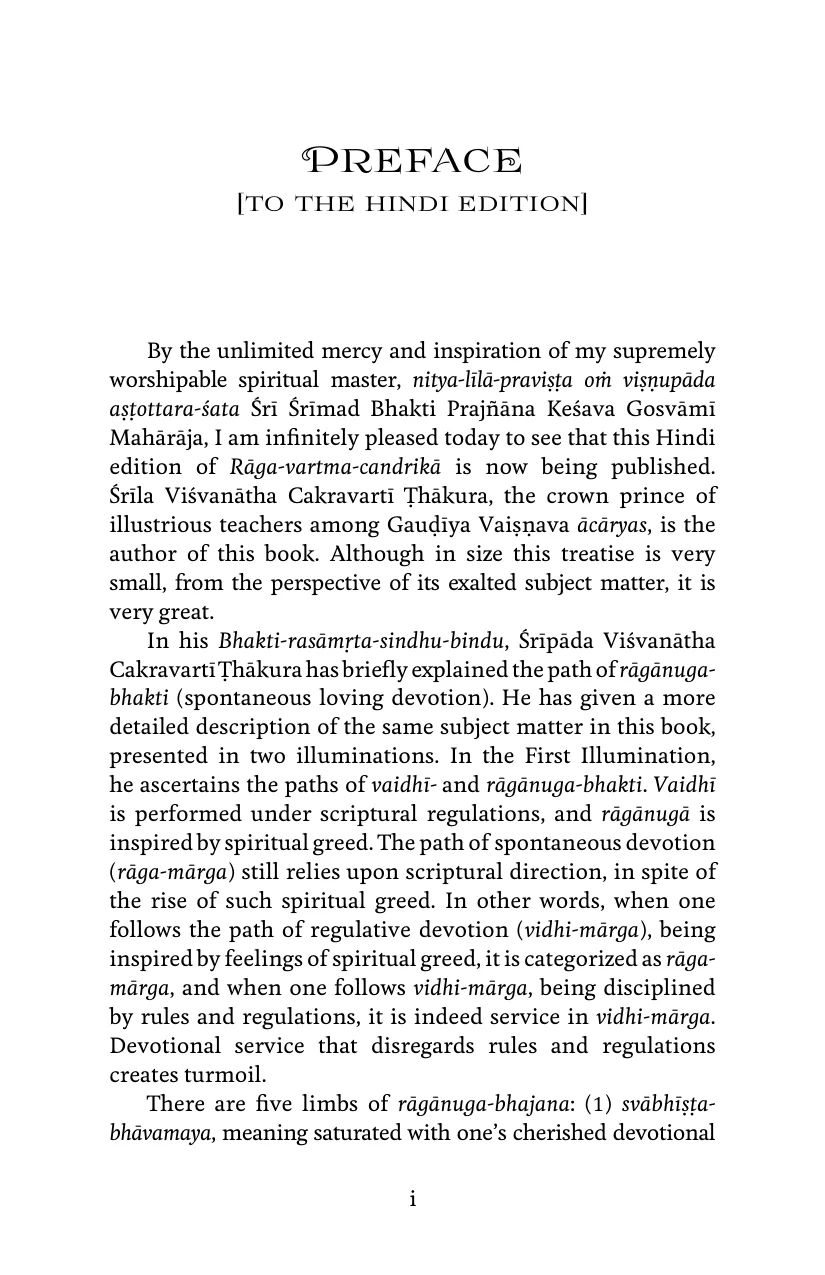 PREFACE
[TO THE HINDI EDITION]
By the unlimited mercy and inspiration of my supremely
worshipable spiritual master, nitya-līlā-praviṣṭa oṁ viṣṇupāda
aṣṭottara-śata Śrī Śrīmad Bhakti Prajñāna Keśava Gosvāmī
Mahārāja, I am infinitely pleased today to see that this Hindi
edition of Rāga-vartma-candrikā is now being published.
Śrīla Viśvanātha Cakravartī Ṭhākura, the crown prince of
illustrious teachers among Gauḍīya Vaiṣṇava ācāryas, is the
author of this book. Although in size this treatise is very
small, from the perspective of its exalted subject matter, it is
very great.
In his Bhakti-rasāmṛta-sindhu-bindu, Śrīpāda Viśvanātha
Cakravartī Ṭhākura has briefly explained the path of rāgānuga-
bhakti (spontaneous loving devotion). He has given a more
detailed description of the same subject matter in this book,
presented in two illuminations. In the First Illumination,
he ascertains the paths of vaidhī- and rāgānuga-bhakti. Vaidhī
is performed under scriptural regulations, and rāgānugā is
inspired by spiritual greed. The path of spontaneous devotion
(rāga-mārga) still relies upon scriptural direction, in spite of
the rise of such spiritual greed. In other words, when one
follows the path of regulative devotion (vidhi-mārga), being
inspired by feelings of spiritual greed, it is categorized as rāga-
mārga, and when one follows vidhi-mārga, being disciplined
by rules and regulations, it is indeed service in vidhi-mārga.
Devotional service that disregards rules and regulations
creates turmoil.
There are five limbs of rāgānuga-bhajana: (1) svābhīṣṭa-
bhāvamaya, meaning saturated with one’s cherished devotional
i